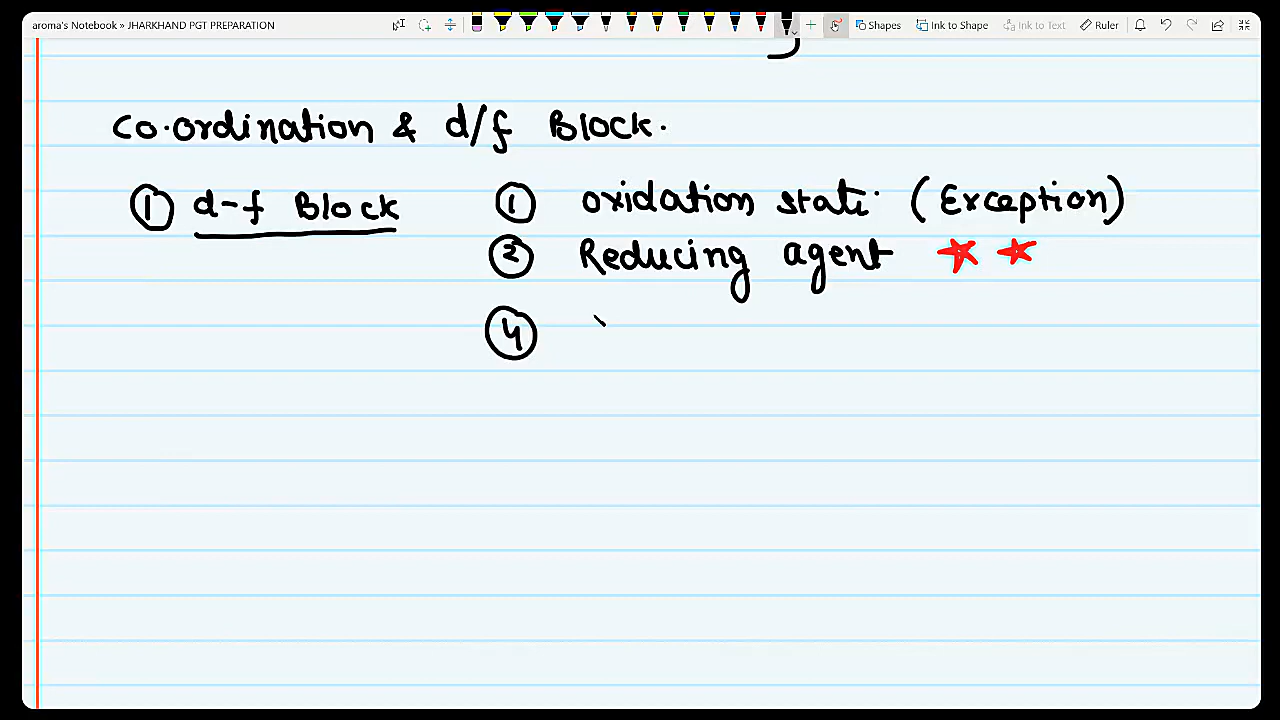 aroma's Notebook » JHARKHAND PGT PREPARATION
Shapes Ink to Shape Ink to Text Ruler
Co.ordination & d/f Block.
① d-f Block ① oxidation state (Exception)
② Reducing agent
④